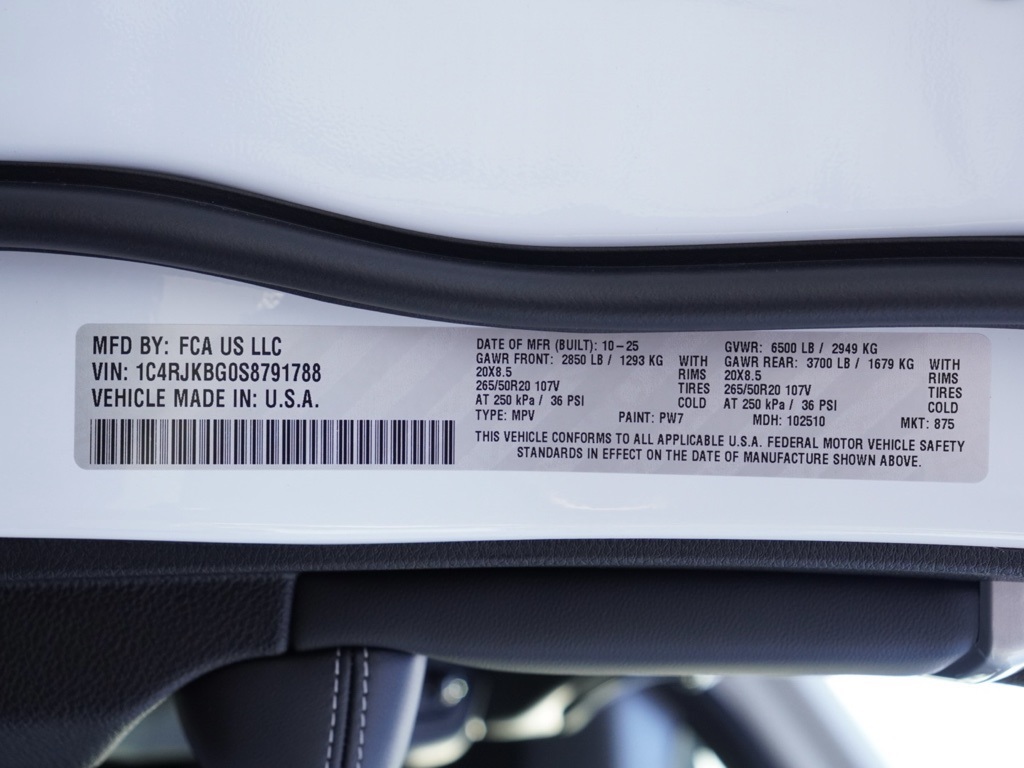 MFD BY: FCA US LLC
VIN: 1C4RJKBG0S8791788
VEHICLE MADE IN: U.S.A.
DATE OF MFR (BUILT): 10-25
GAWR FRONT: 2850 LB / 1293 KG WITH
20X8.5 RIMS
265/50R20 107V TIRES
AT 250 kPa / 36 PSI COLD
TYPE: MPV PAINT: PW7
GVWR: 6500 LB / 2949 KG
GAWR REAR: 3700 LB / 1679 KG WITH
20X8.5 RIMS
265/50R20 107V TIRES
AT 250 kPa / 36 PSI COLD
MDH: 102510 MKT: 875
THIS VEHICLE CONFORMS TO ALL APPLICABLE U.S.A. FEDERAL MOTOR VEHICLE SAFETY
STANDARDS IN EFFECT ON THE DATE OF MANUFACTURE SHOWN ABOVE.